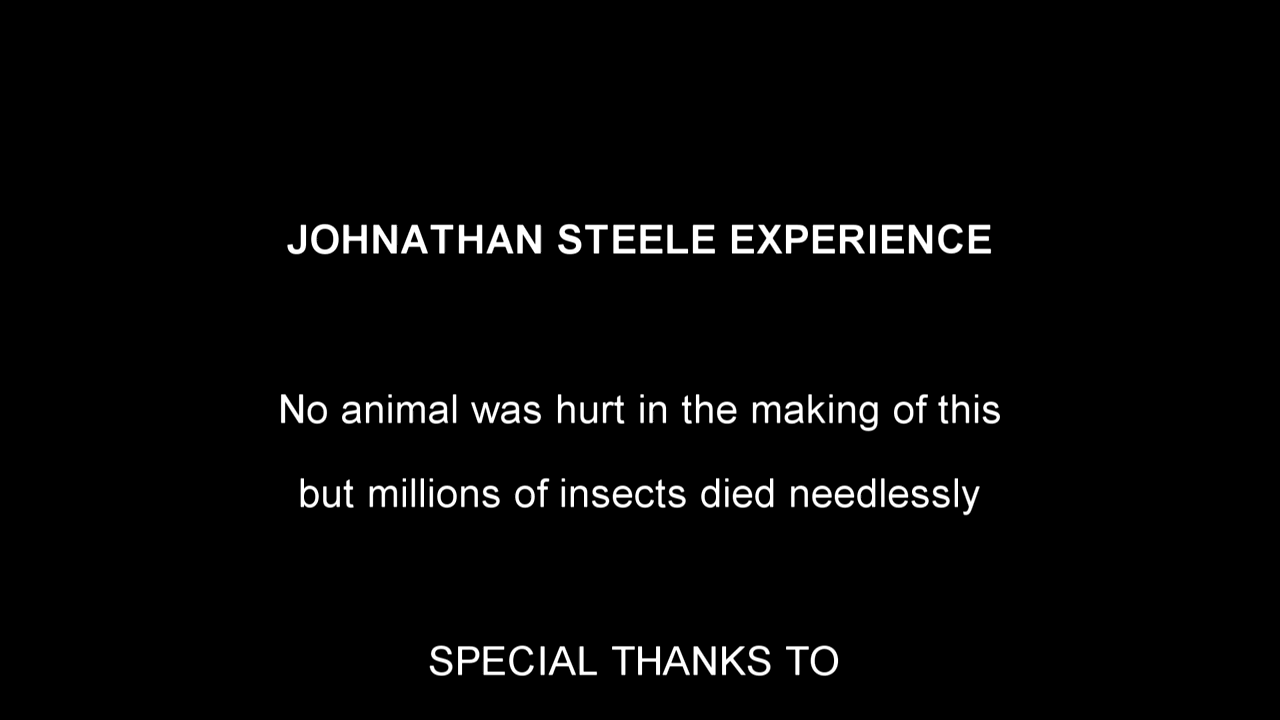 JOHNATHAN STEELE EXPERIENCE
No animal was hurt in the making of this
but millions of insects died needlessly
SPECIAL THANKS TO